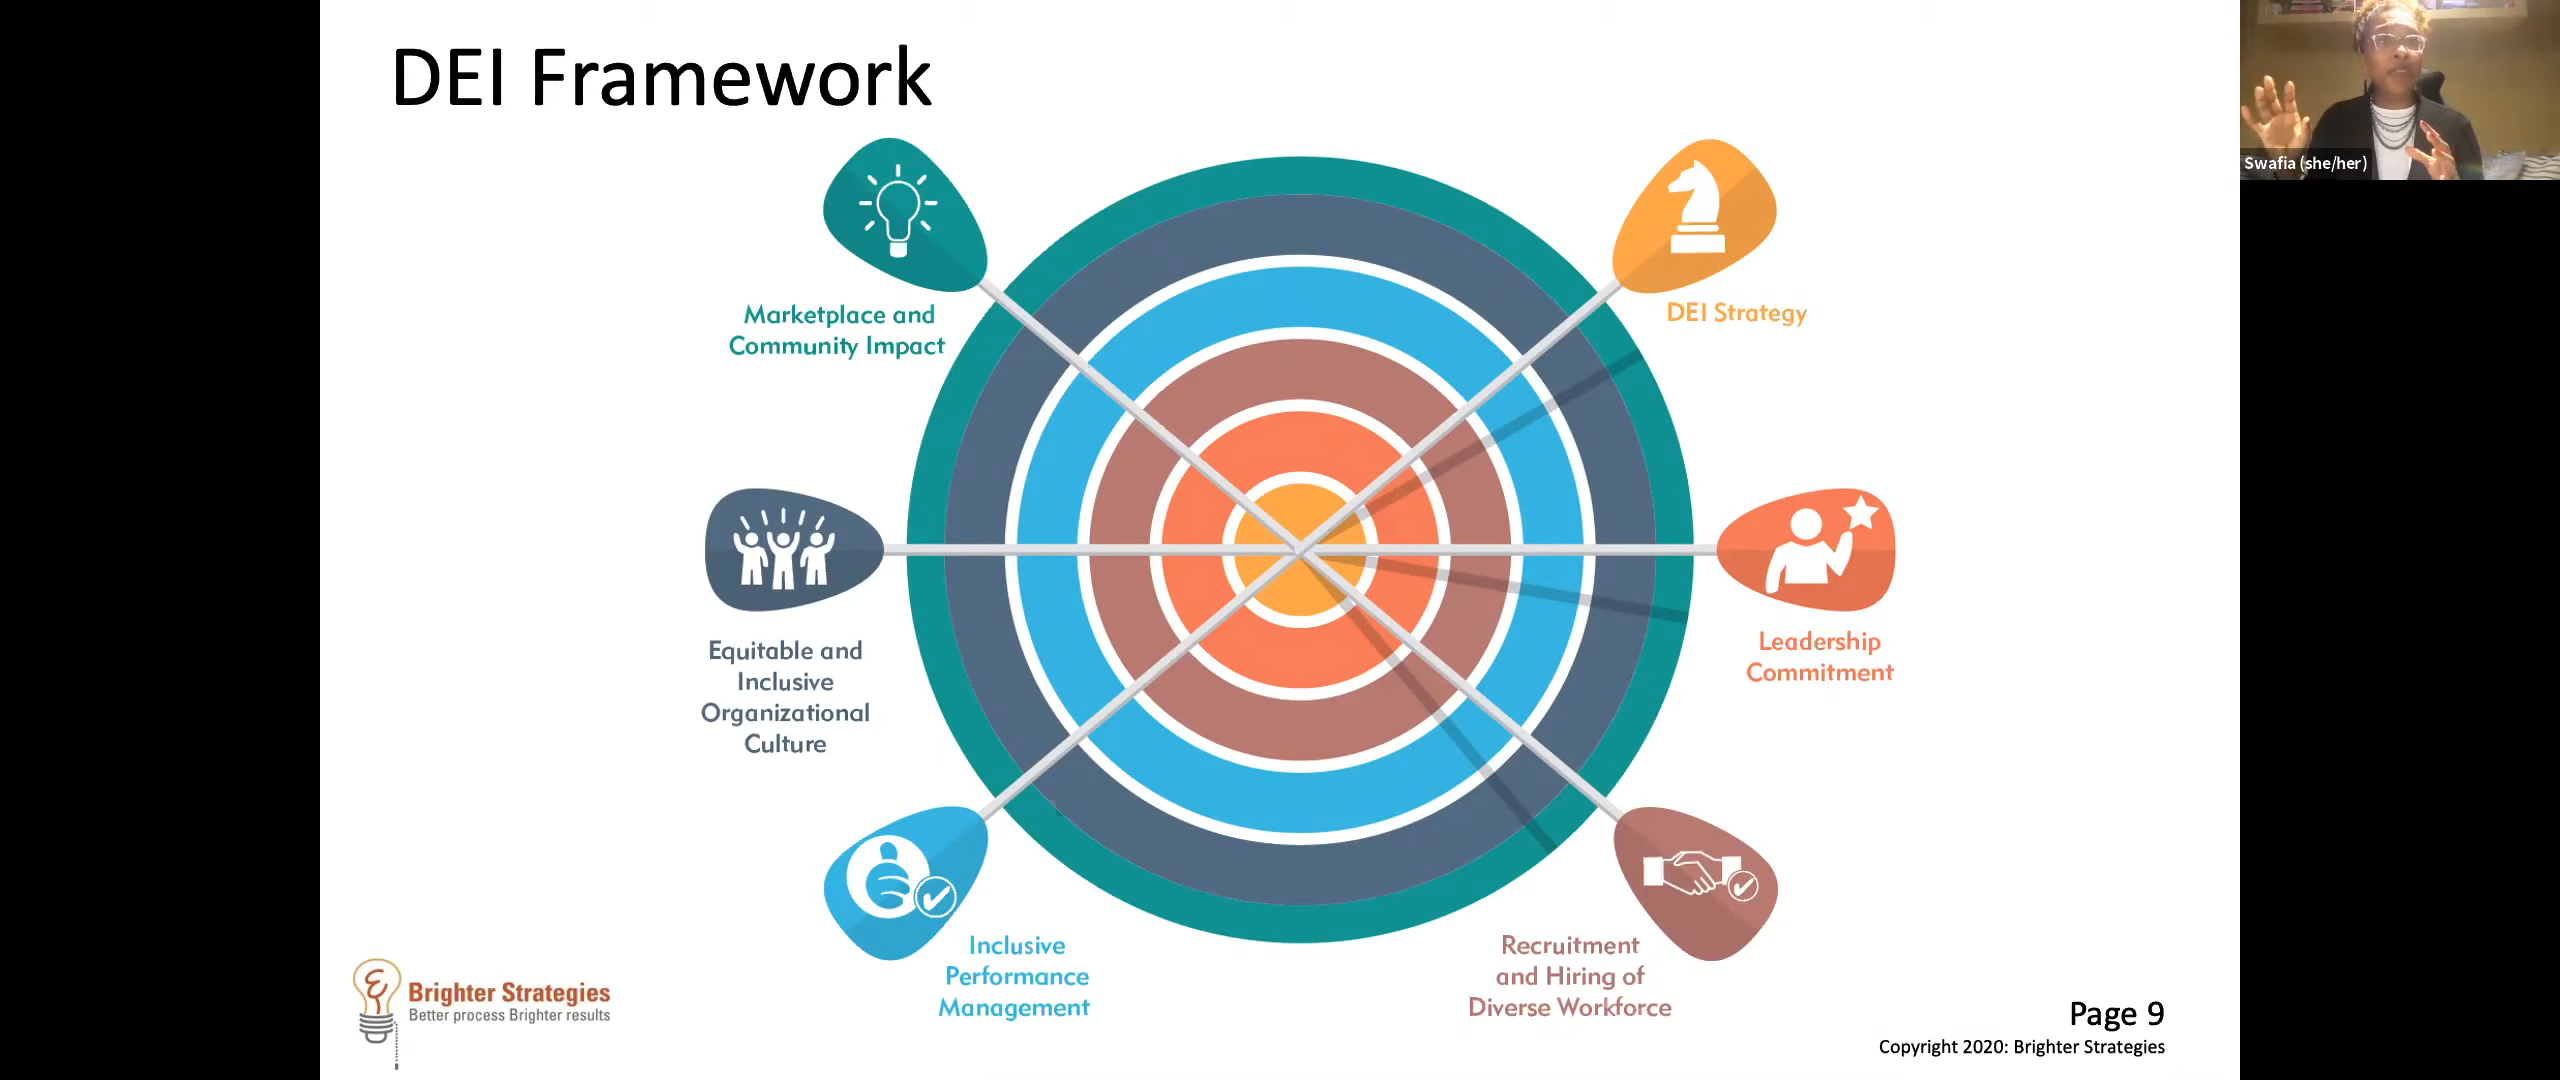 DEI Framework
Swafia (she/her)
Marketplace and
Community Impact
DEI Strategy
Equitable and
Inclusive
Organizational
Culture
Leadership
Commitment
Inclusive
Performance
Management
Recruitment
and Hiring of
Diverse Workforce
Brighter Strategies
Better process Brighter results
Page 9
Copyright 2020: Brighter Strategies